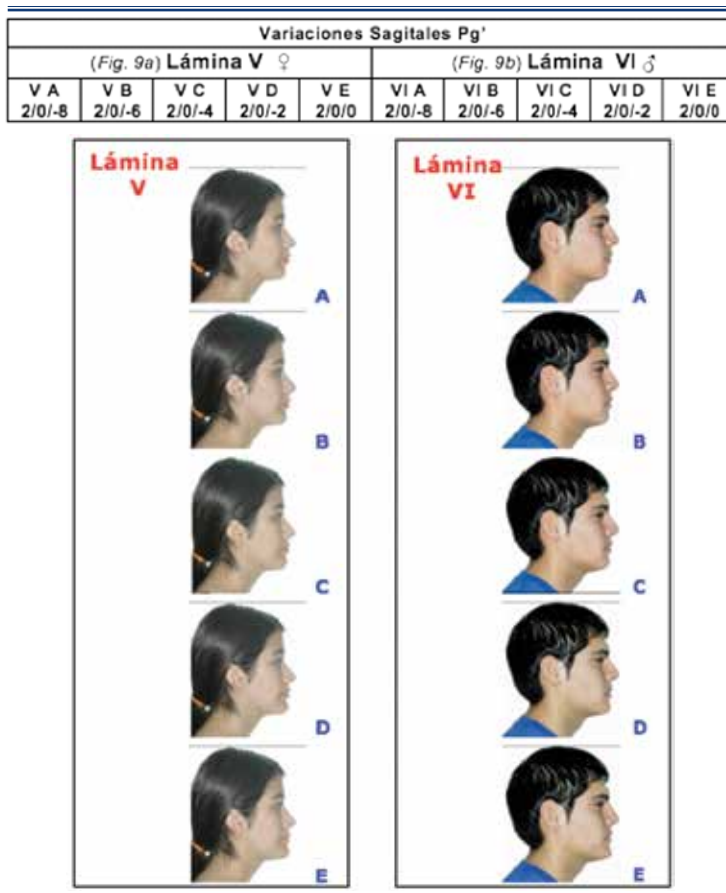 Variaciones Sagitales Pg'
(Fig. 9a) Lámina V ♀ (Fig. 9b) Lámina VI ♂
V A V B V C V D V E VI A VI B VI C VI D VI E
2/0/-8 2/0/-6 2/0/-4 2/0/-2 2/0/0 2/0/-8 2/0/-6 2/0/-4 2/0/-2 2/0/0
Lámina
V
A
B
C
D
E
Lámina
VI
A
B
C
D
E